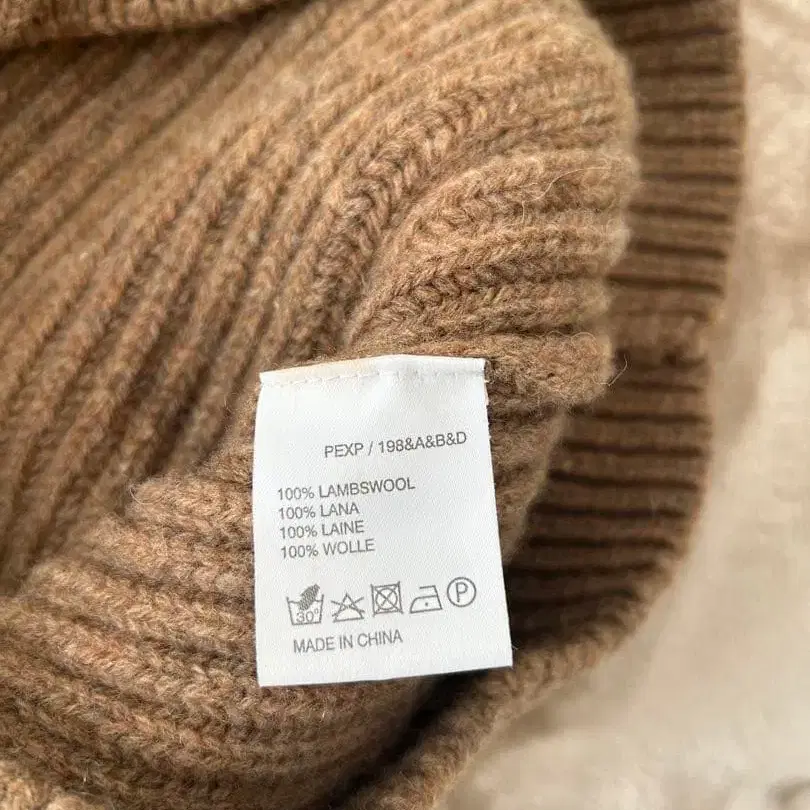 PEXP / 198&A&B&D
100% LAMBSWOOL
100% LANA
100% LAINE
100% WOLLE
30° P
MADE IN CHINA